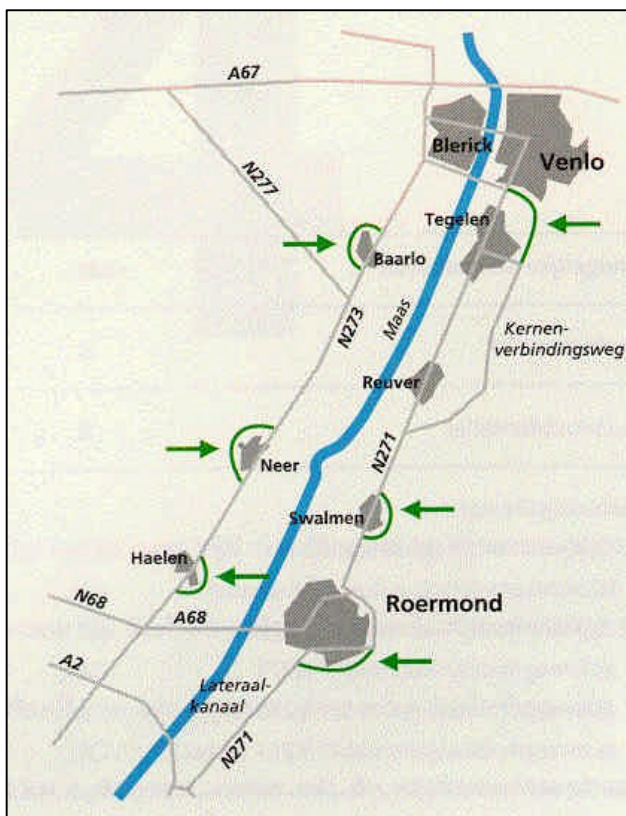 A67
Blerick
Venlo
N277
Tegelen
Baarlo
Maas
N273
Kernen-
verbindingsweg
Reuver
N271
Neer
Swalmen
Haelen
N68
A68
Roermond
A2
Lateraal-
kanaal
N271